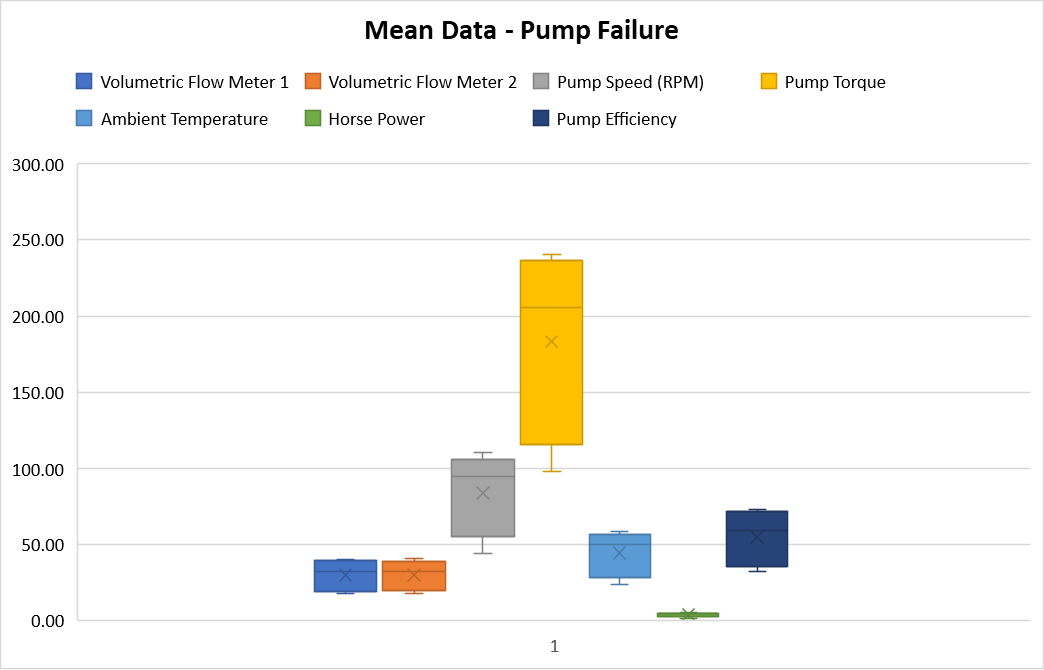 Mean Data - Pump Failure
Volumetric Flow Meter 1 Volumetric Flow Meter 2 Pump Speed (RPM) Pump Torque
Ambient Temperature Horse Power Pump Efficiency
300.00
250.00
200.00
150.00
100.00
50.00
0.00
1